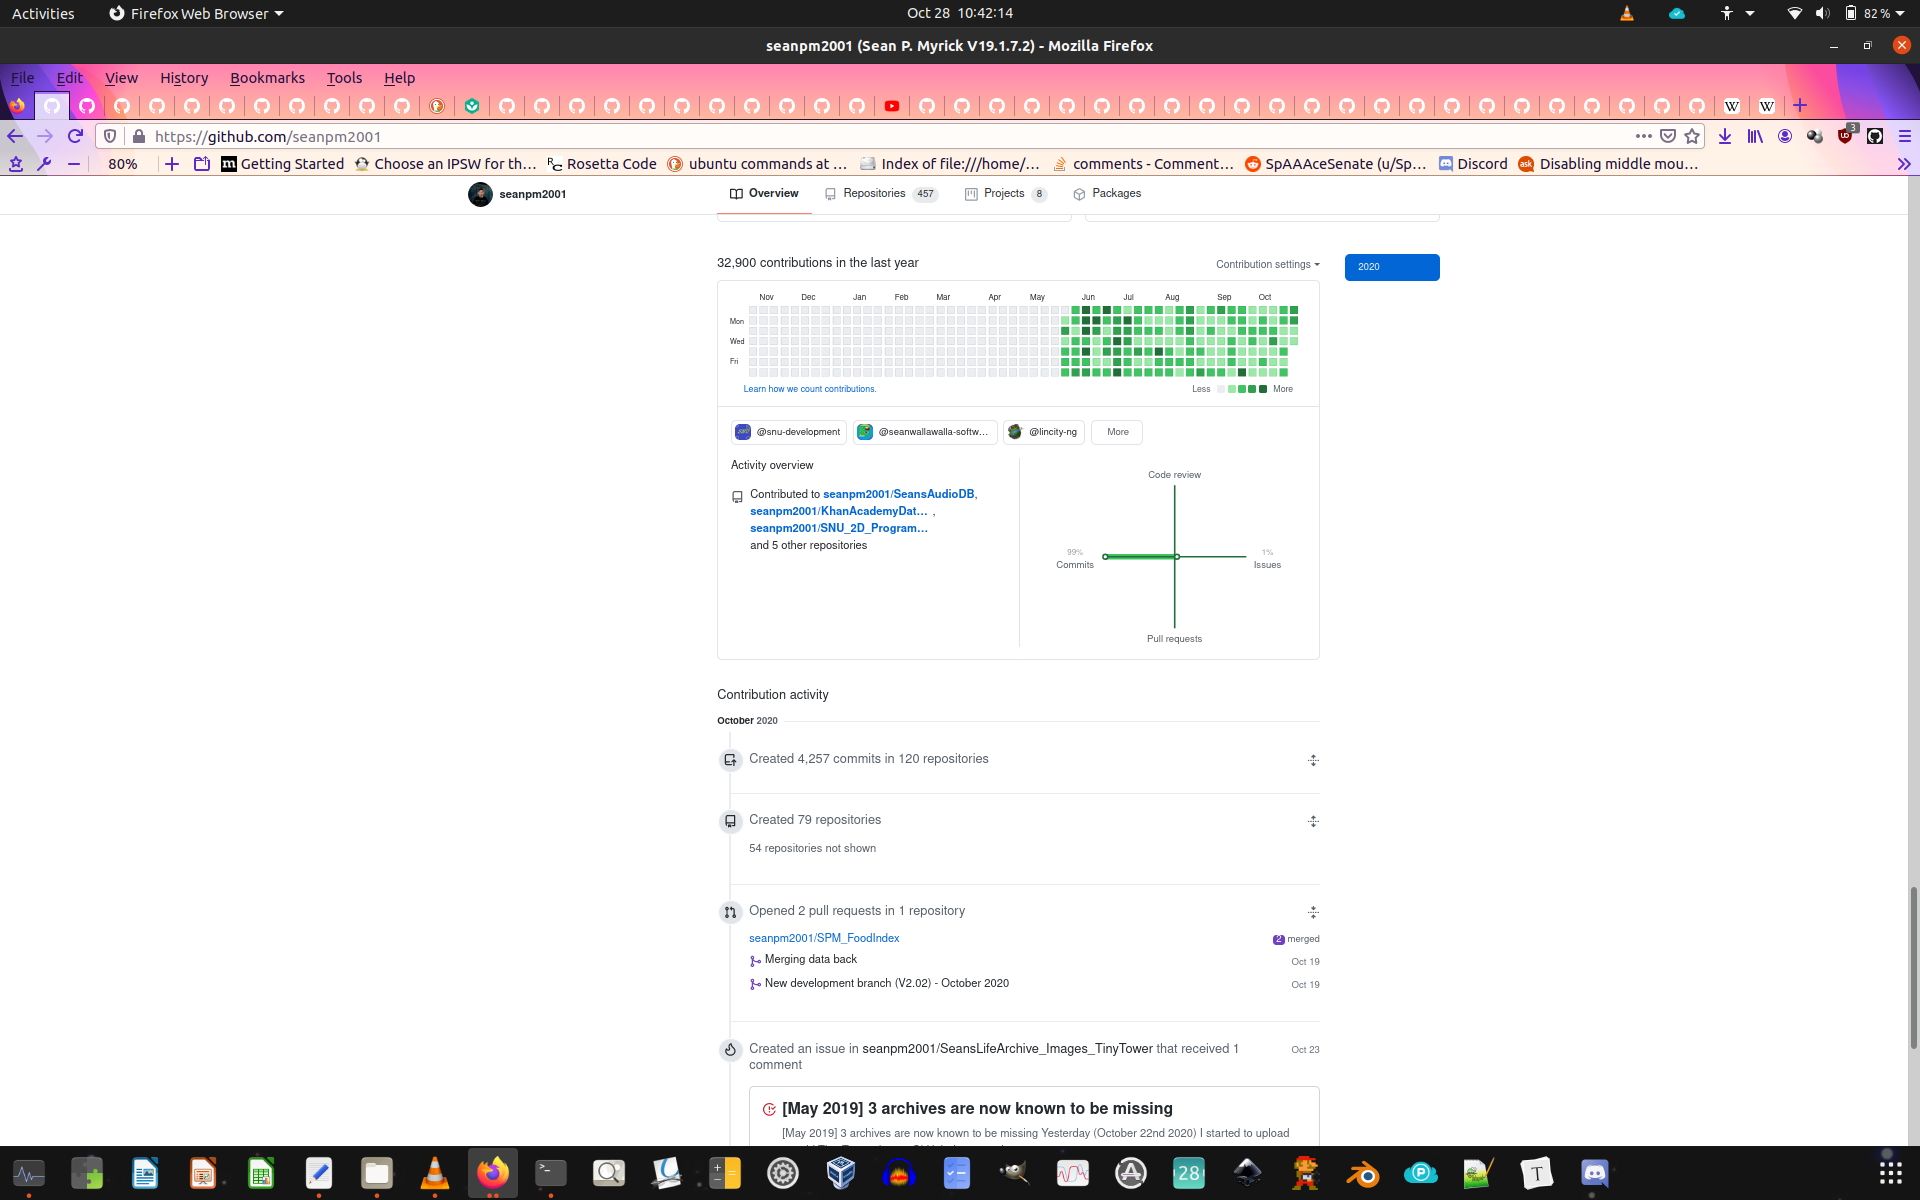 Activities
Firefox Web Browser
Oct 28 10:42:14
82 %
seanpm2001 (Sean P. Myrick V19.1.7.2) - Mozilla Firefox
File Edit View History Bookmarks Tools Help
https://github.com/seanpm2001
3
80%
Getting Started
Choose an IPSW for th…
Rosetta Code
ubuntu commands at …
Index of file:///home/…
comments - Comment…
SpAAAceSenate (u/Sp…
Discord
Disabling middle mou…
seanpm2001
Overview
Repositories 457
Projects 8
Packages
32,900 contributions in the last year
Contribution settings
2020
Nov Dec Jan Feb Mar Apr May Jun Jul Aug Sep Oct
Mon
Wed
Fri
Learn how we count contributions.
Less More
@snu-development
@seanwallawalla-softw…
@lincity-ng
More
Activity overview
Contributed to seanpm2001/SeansAudioDB,
seanpm2001/KhanAcademyDat… ,
seanpm2001/SNU_2D_Program…
and 5 other repositories
Code review
99%
Commits
1%
Issues
Pull requests
Contribution activity
October 2020
Created 4,257 commits in 120 repositories
Created 79 repositories
54 repositories not shown
Opened 2 pull requests in 1 repository
seanpm2001/SPM_FoodIndex
2 merged
Merging data back
Oct 19
New development branch (V2.02) - October 2020
Oct 19
Created an issue in seanpm2001/SeansLifeArchive_Images_TinyTower that received 1
comment
Oct 23
[May 2019] 3 archives are now known to be missing
[May 2019] 3 archives are now known to be missing Yesterday (October 22nd 2020) I started to upload
28